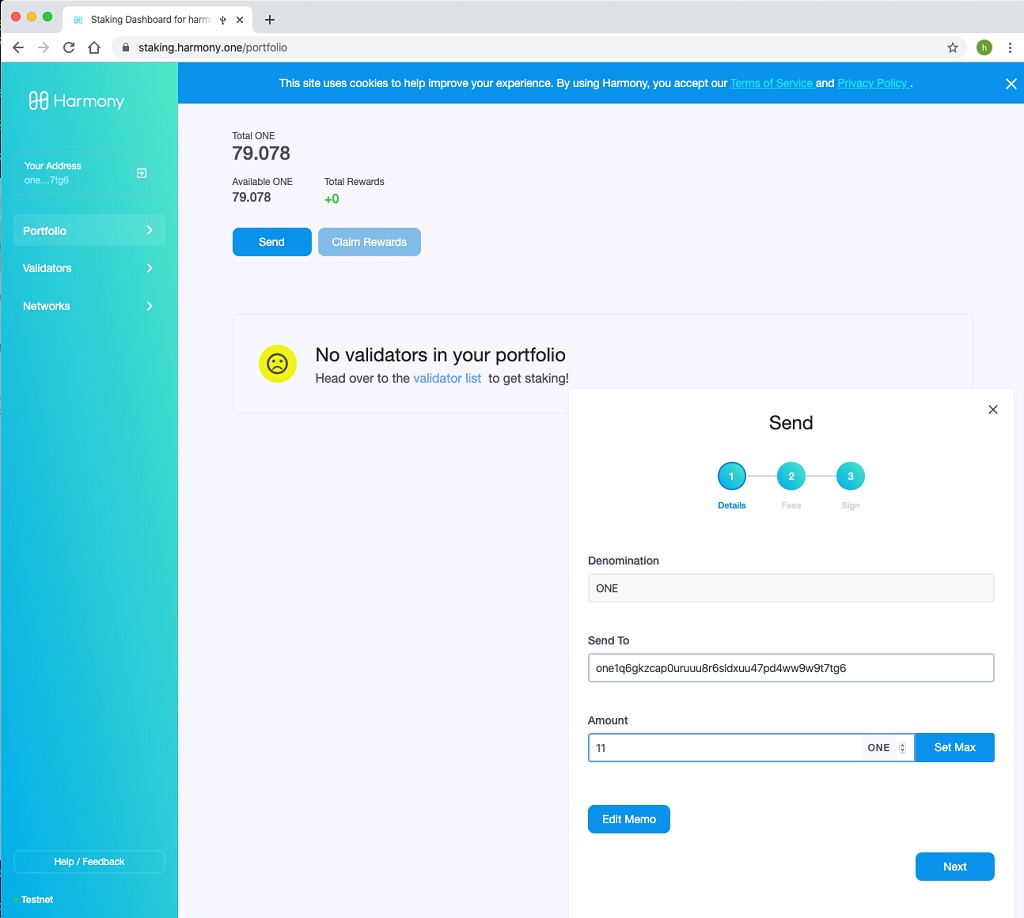 Staking Dashboard for harm
staking.harmony.one/portfolio
h
This site uses cookies to help improve your experience. By using Harmony, you accept our Terms of Service and Privacy Policy .
Harmony
Your Address
one...7tg6
Portfolio
Validators
Networks
Total ONE
79.078
Available ONE
Total Rewards
79.078
+0
Send
Claim Rewards
No validators in your portfolio
Head over to the validator list to get staking!
Send
1
2
3
Details
Fees
Sign
Denomination
ONE
Send To
one1q6gkzcap0uruuu8r6sldxuu47pd4ww9w9t7tg6
Amount
11
ONE
Set Max
Edit Memo
Next
Help / Feedback
Testnet